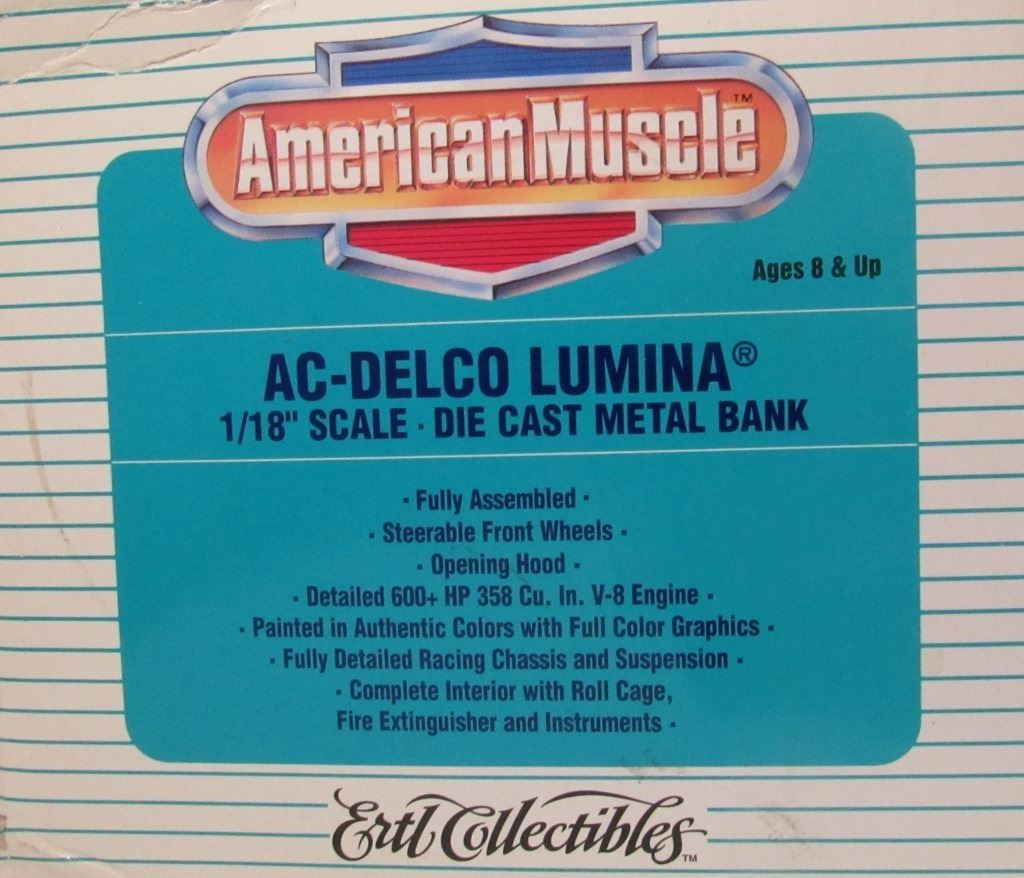 American Muscle™
Ages 8 & Up
AC-DELCO LUMINA®
1/18" SCALE · DIE CAST METAL BANK
· Fully Assembled ·
· Steerable Front Wheels ·
· Opening Hood ·
· Detailed 600+ HP 358 Cu. In. V-8 Engine ·
· Painted in Authentic Colors with Full Color Graphics ·
· Fully Detailed Racing Chassis and Suspension ·
· Complete Interior with Roll Cage,
Fire Extinguisher and Instruments ·
Ertl Collectibles™